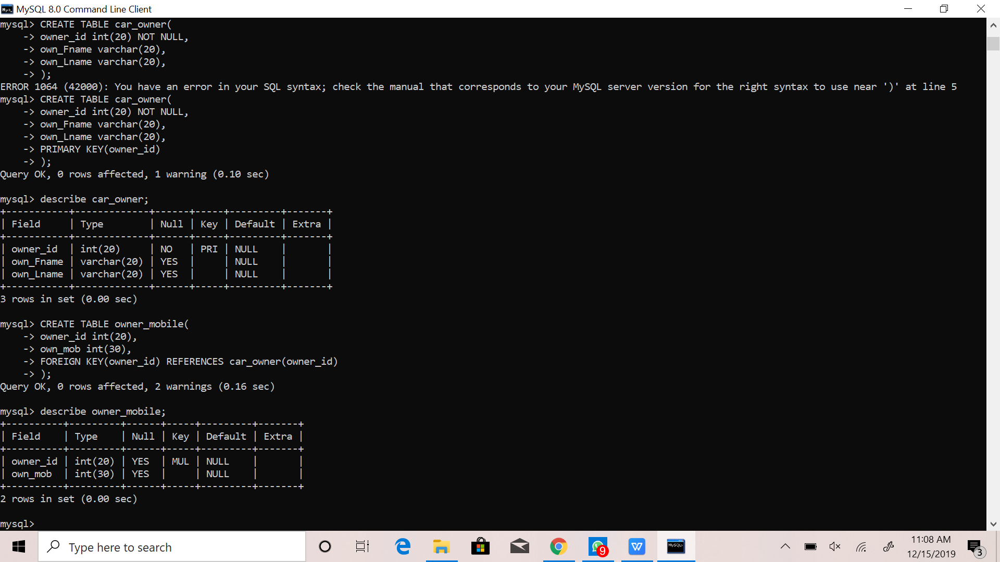 MySQL 8.0 Command Line Client
mysql> CREATE TABLE car_owner(
    -> owner_id int(20) NOT NULL,
    -> own_Fname varchar(20),
    -> own_Lname varchar(20),
    -> );
ERROR 1064 (42000): You have an error in your SQL syntax; check the manual that corresponds to your MySQL server version for the right syntax to use near ')' at line 5
mysql> CREATE TABLE car_owner(
    -> owner_id int(20) NOT NULL,
    -> own_Fname varchar(20),
    -> own_Lname varchar(20),
    -> PRIMARY KEY(owner_id)
    -> );
Query OK, 0 rows affected, 1 warning (0.10 sec)
mysql> describe car_owner;
+-----------+-------------+------+-----+---------+-------+
| Field     | Type        | Null | Key | Default | Extra |
+-----------+-------------+------+-----+---------+-------+
| owner_id  | int(20)     | NO   | PRI | NULL    |       |
| own_Fname | varchar(20) | YES  |     | NULL    |       |
| own_Lname | varchar(20) | YES  |     | NULL    |       |
+-----------+-------------+------+-----+---------+-------+
3 rows in set (0.00 sec)
mysql> CREATE TABLE owner_mobile(
    -> owner_id int(20),
    -> own_mob int(30),
    -> FOREIGN KEY(owner_id) REFERENCES car_owner(owner_id)
    -> );
Query OK, 0 rows affected, 2 warnings (0.16 sec)
mysql> describe owner_mobile;
+----------+---------+------+-----+---------+-------+
| Field    | Type    | Null | Key | Default | Extra |
+----------+---------+------+-----+---------+-------+
| owner_id | int(20) | YES  | MUL | NULL    |       |
| own_mob  | int(30) | YES  |     | NULL    |       |
+----------+---------+------+-----+---------+-------+
2 rows in set (0.00 sec)
mysql>
Type here to search
9
W
MySQL
11:08 AM
12/15/2019
3